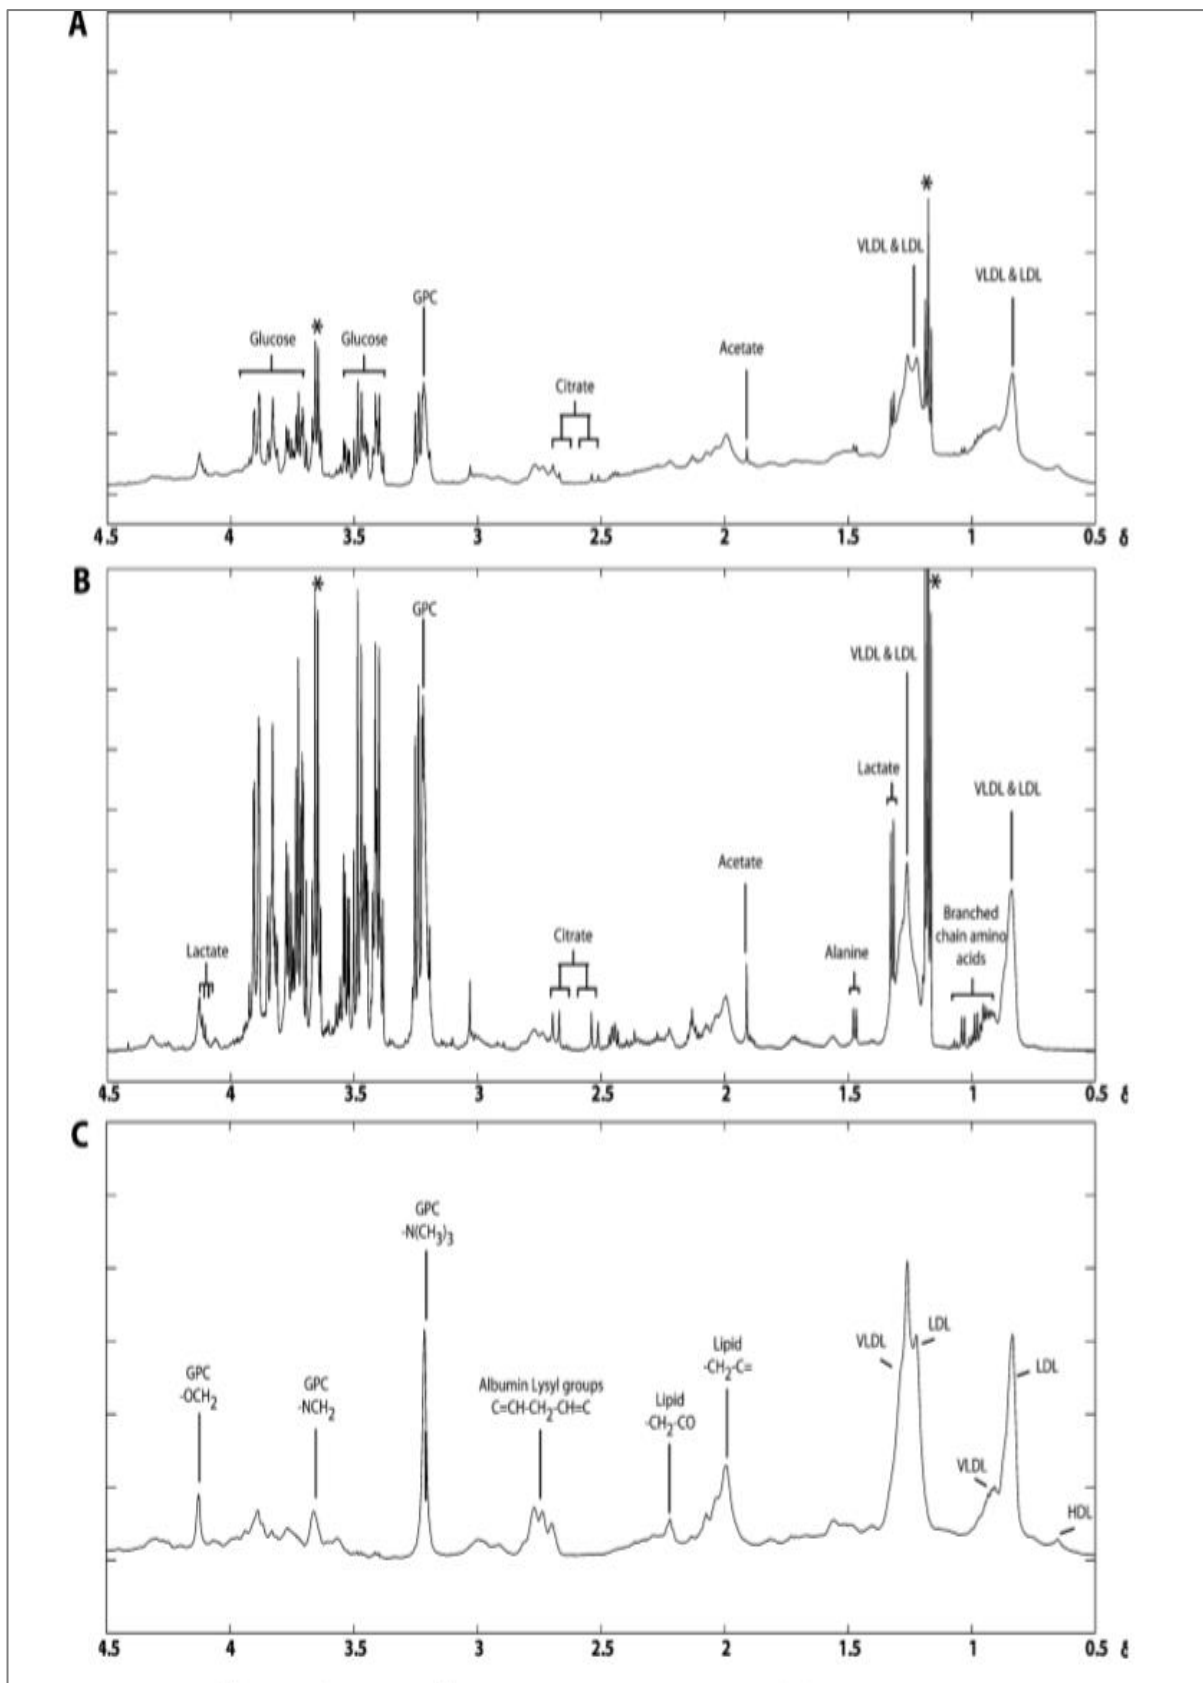 A
*
VLDL & LDL
VLDL & LDL
GPC
*
Glucose
Glucose
Acetate
Citrate
4.5 4 3.5 3 2.5 2 1.5 1 0.5 δ
B
*
*
GPC
VLDL & LDL
Lactate
VLDL & LDL
Acetate
Branched
chain amino
acids
Lactate
Citrate
Alanine
4.5 4 3.5 3 2.5 2 1.5 1 0.5 δ
C
GPC
-N(CH3)3
LDL
VLDL
Lipid
-CH2-C=
LDL
GPC
-OCH2
GPC
-NCH2
Albumin Lysyl groups
C=CH-CH2-CH=C
Lipid
-CH2-CO
VLDL
HDL
4.5 4 3.5 3 2.5 2 1.5 1 0.5 δ